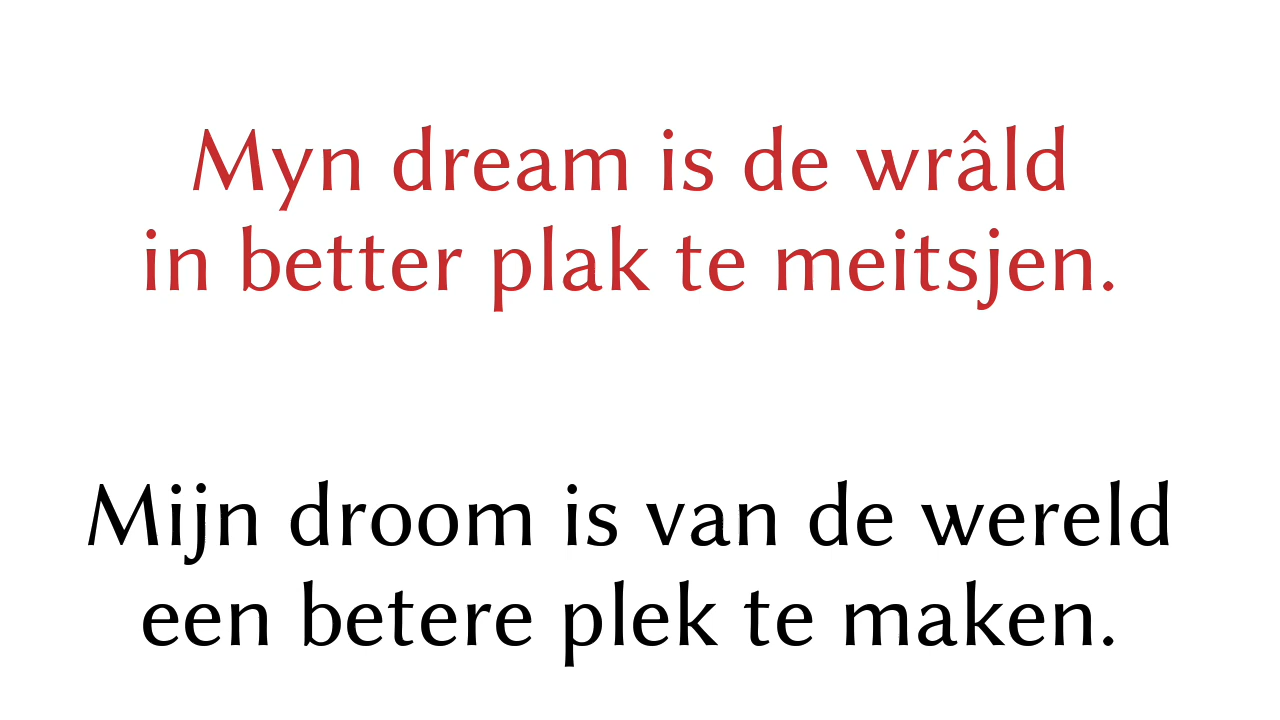 Myn dream is de wrâld
in better plak te meitsjen.
Mijn droom is van de wereld
een betere plek te maken.